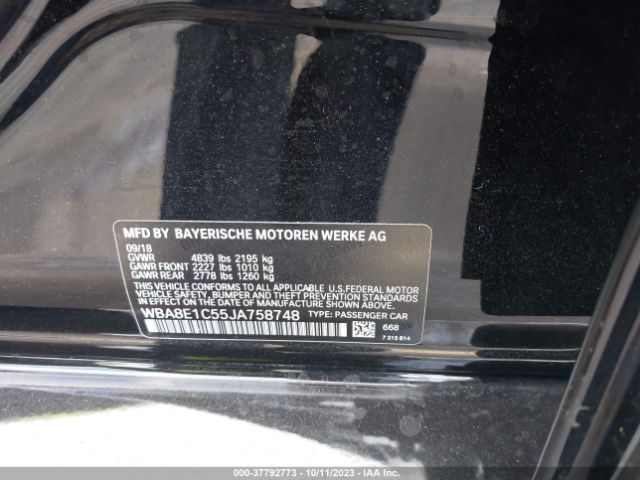 MFD BY BAYERISCHE MOTOREN WERKE AG
09/18
GVWR 4839 lbs 2195 kg
GAWR FRONT 2227 lbs 1010 kg
GAWR REAR 2778 lbs 1260 kg
THIS VEHICLE CONFORMS TO ALL APPLICABLE U.S.FEDERAL MOTOR
VEHICLE SAFETY, BUMPER, AND THEFT PREVENTION STANDARDS
IN EFFECT ON THE DATE OF MANUFACTURE SHOWN ABOVE.
WBA8E1C55JA758748 TYPE: PASSENGER CAR
668
7 315 814
000-37792773 - 10/11/2023 - IAA Inc.